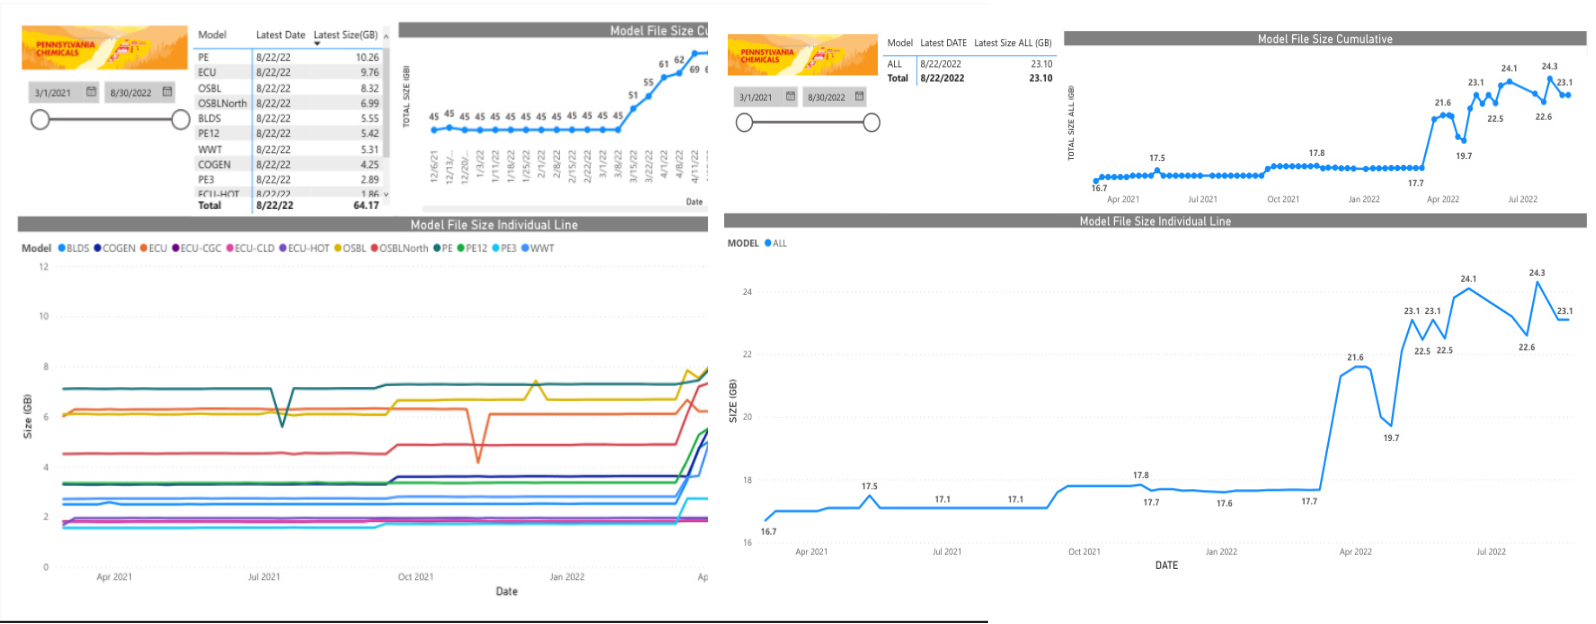 PENNSYLVANIA
CHEMICALS
3/1/2021 8/30/2022
Model Latest Date Latest Size(GB)
PE 8/22/22 10.26
ECU 8/22/22 9.76
OSBL 8/22/22 8.32
OSBLNorth 8/22/22 6.99
BLDS 8/22/22 5.55
PE12 8/22/22 5.42
WWT 8/22/22 5.31
COGEN 8/22/22 4.25
PE3 8/22/22 2.89
ECU-HOT 8/22/22 1.86
Total 8/22/22 64.17
Model File Size Cu
TOTAL SIZE (GB)
45 45 45 45 45 45 45 45 45 45 45 45 45 51 55 61 62 69 6
12/6/21 12/13/... 12/20/... 1/3/22 1/11/22 1/18/22 1/25/22 2/1/22 2/8/22 2/15/22 2/22/22 3/1/22 3/8/22 3/15/22 3/22/22 4/1/22 4/8/22 4/11/22
Date
Model File Size Individual Line
Model BLDS COGEN ECU ECU-CGC ECU-CLD ECU-HOT OSBL OSBLNorth PE PE12 PE3 WWT
Size (GB)
12
10
8
6
4
2
0
Apr 2021 Jul 2021 Oct 2021 Jan 2022 Ap
Date
PENNSYLVANIA
CHEMICALS
3/1/2021 8/30/2022
Model Latest DATE Latest Size ALL (GB)
ALL 8/22/2022 23.10
Total 8/22/2022 23.10
Model File Size Cumulative
TOTAL SIZE ALL (GB)
16.7 17.5 17.8 17.7 21.6 19.7 23.1 22.5 24.1 22.6 24.3 23.1
Apr 2021 Jul 2021 Oct 2021 Jan 2022 Apr 2022 Jul 2022
Model File Size Individual Line
MODEL ALL
SIZE (GB)
24
22
20
18
16
16.7 17.5 17.1 17.1 17.8 17.7 17.6 17.7 21.6 19.7 23.1 22.5 23.1 22.5 24.1 22.6 24.3 23.1
Apr 2021 Jul 2021 Oct 2021 Jan 2022 Apr 2022 Jul 2022
DATE